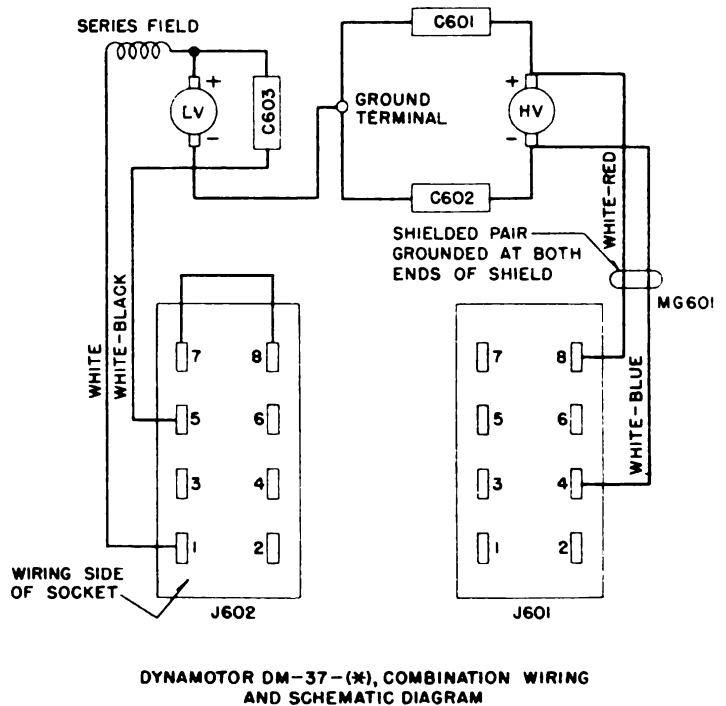 SERIES FIELD
C601
+
+
LV
C603
GROUND
TERMINAL
HV
-
-
C602
WHITE-RED
SHIELDED PAIR
GROUNDED AT BOTH
ENDS OF SHIELD
MG601
WHITE
WHITE-BLACK
WHITE-BLUE
7 8
5 6
3 4
1 2
7 8
5 6
3 4
1 2
WIRING SIDE
OF SOCKET
J602
J601
DYNAMOTOR DM-37-(*), COMBINATION WIRING
AND SCHEMATIC DIAGRAM